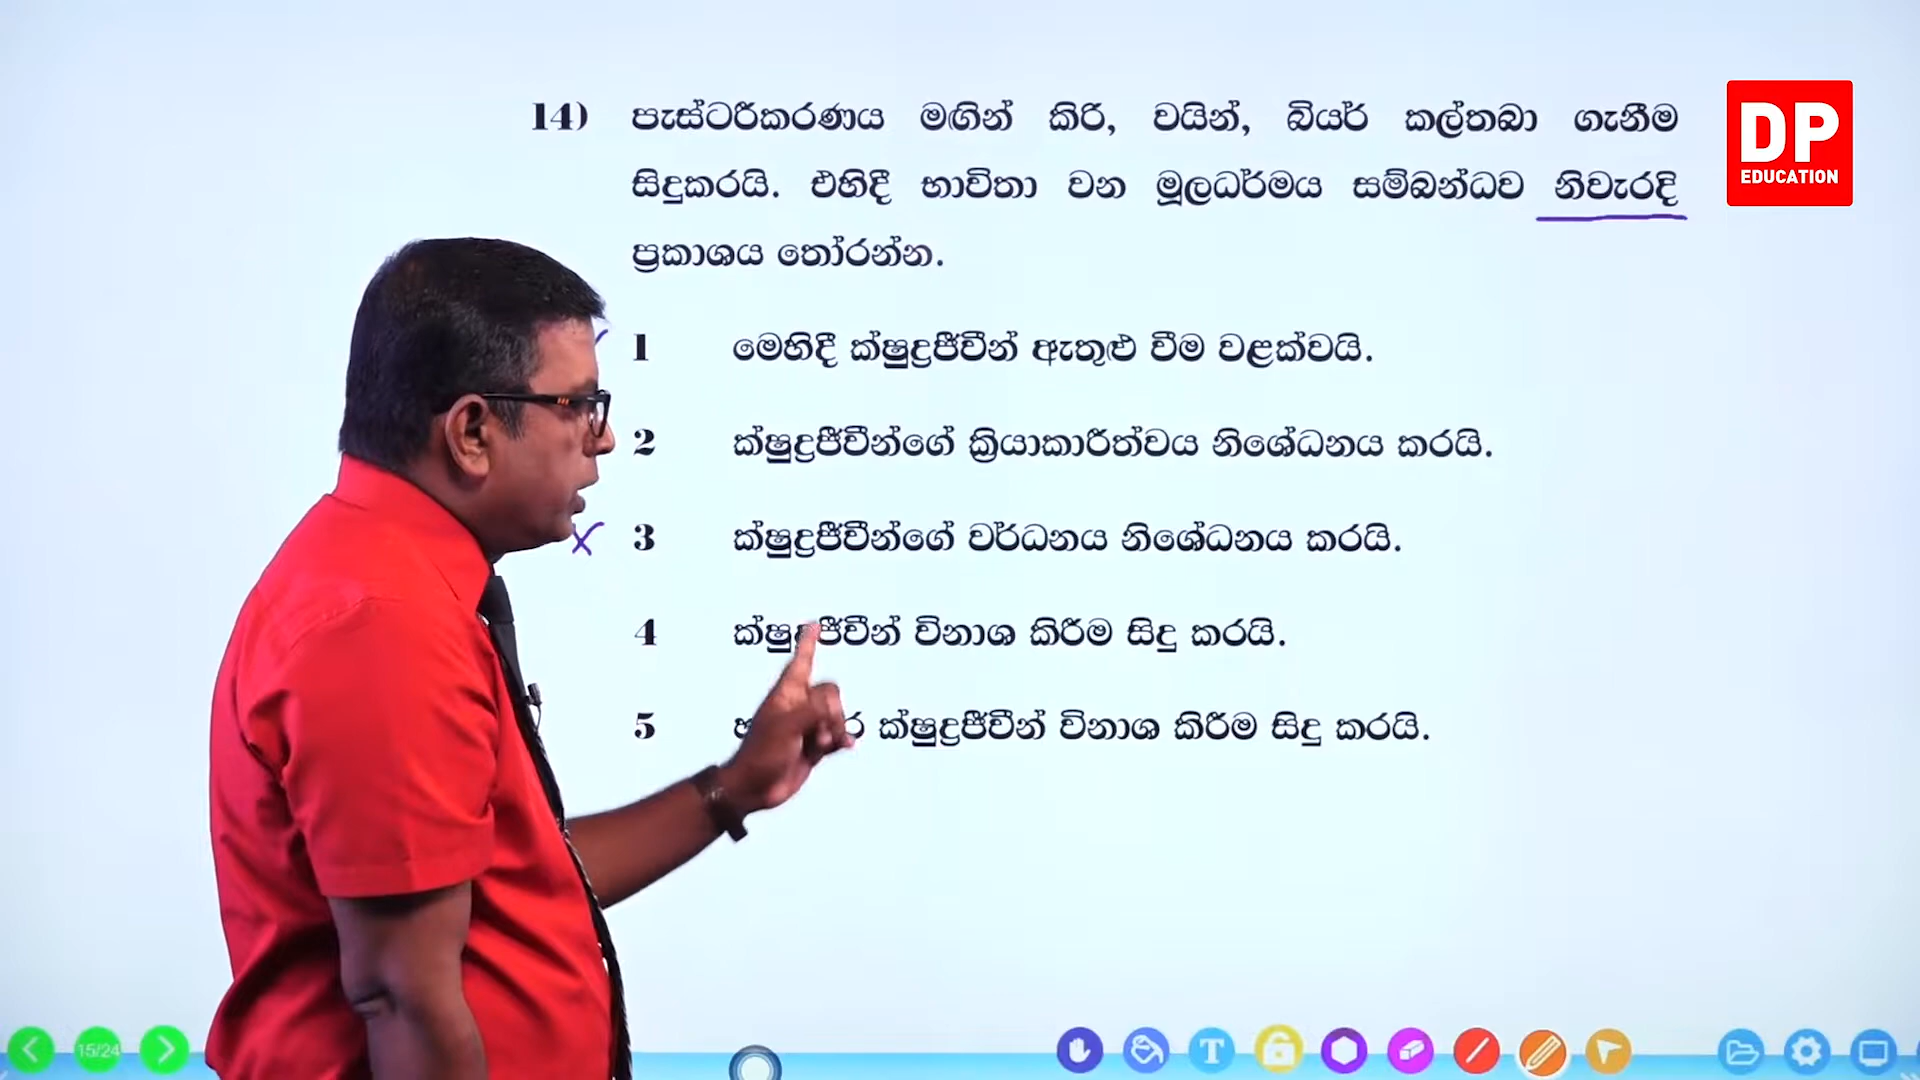 14) පැස්ටරීකරණය මඟින් කිරි, වයින්, බියර් කල්තබා ගැනීම
සිදුකරයි. එහිදී භාවිතා වන මූලධර්මය සම්බන්ධව නිවැරදි
ප්‍රකාශය තෝරන්න.
DP
EDUCATION
1 මෙහිදී ක්ෂුද්‍රජීවීන් ඇතුළු වීම වළක්වයි.
2 ක්ෂුද්‍රජීවීන්ගේ ක්‍රියාකාරීත්වය නිශේධනය කරයි.
3 ක්ෂුද්‍රජීවීන්ගේ වර්ධනය නිශේධනය කරයි.
4 ක්ෂුද්‍රජීවීන් විනාශ කිරීම සිදු කරයි.
5 ක්ෂුද්‍රජීවීන් විනාශ කිරීම සිදු කරයි.
15/24